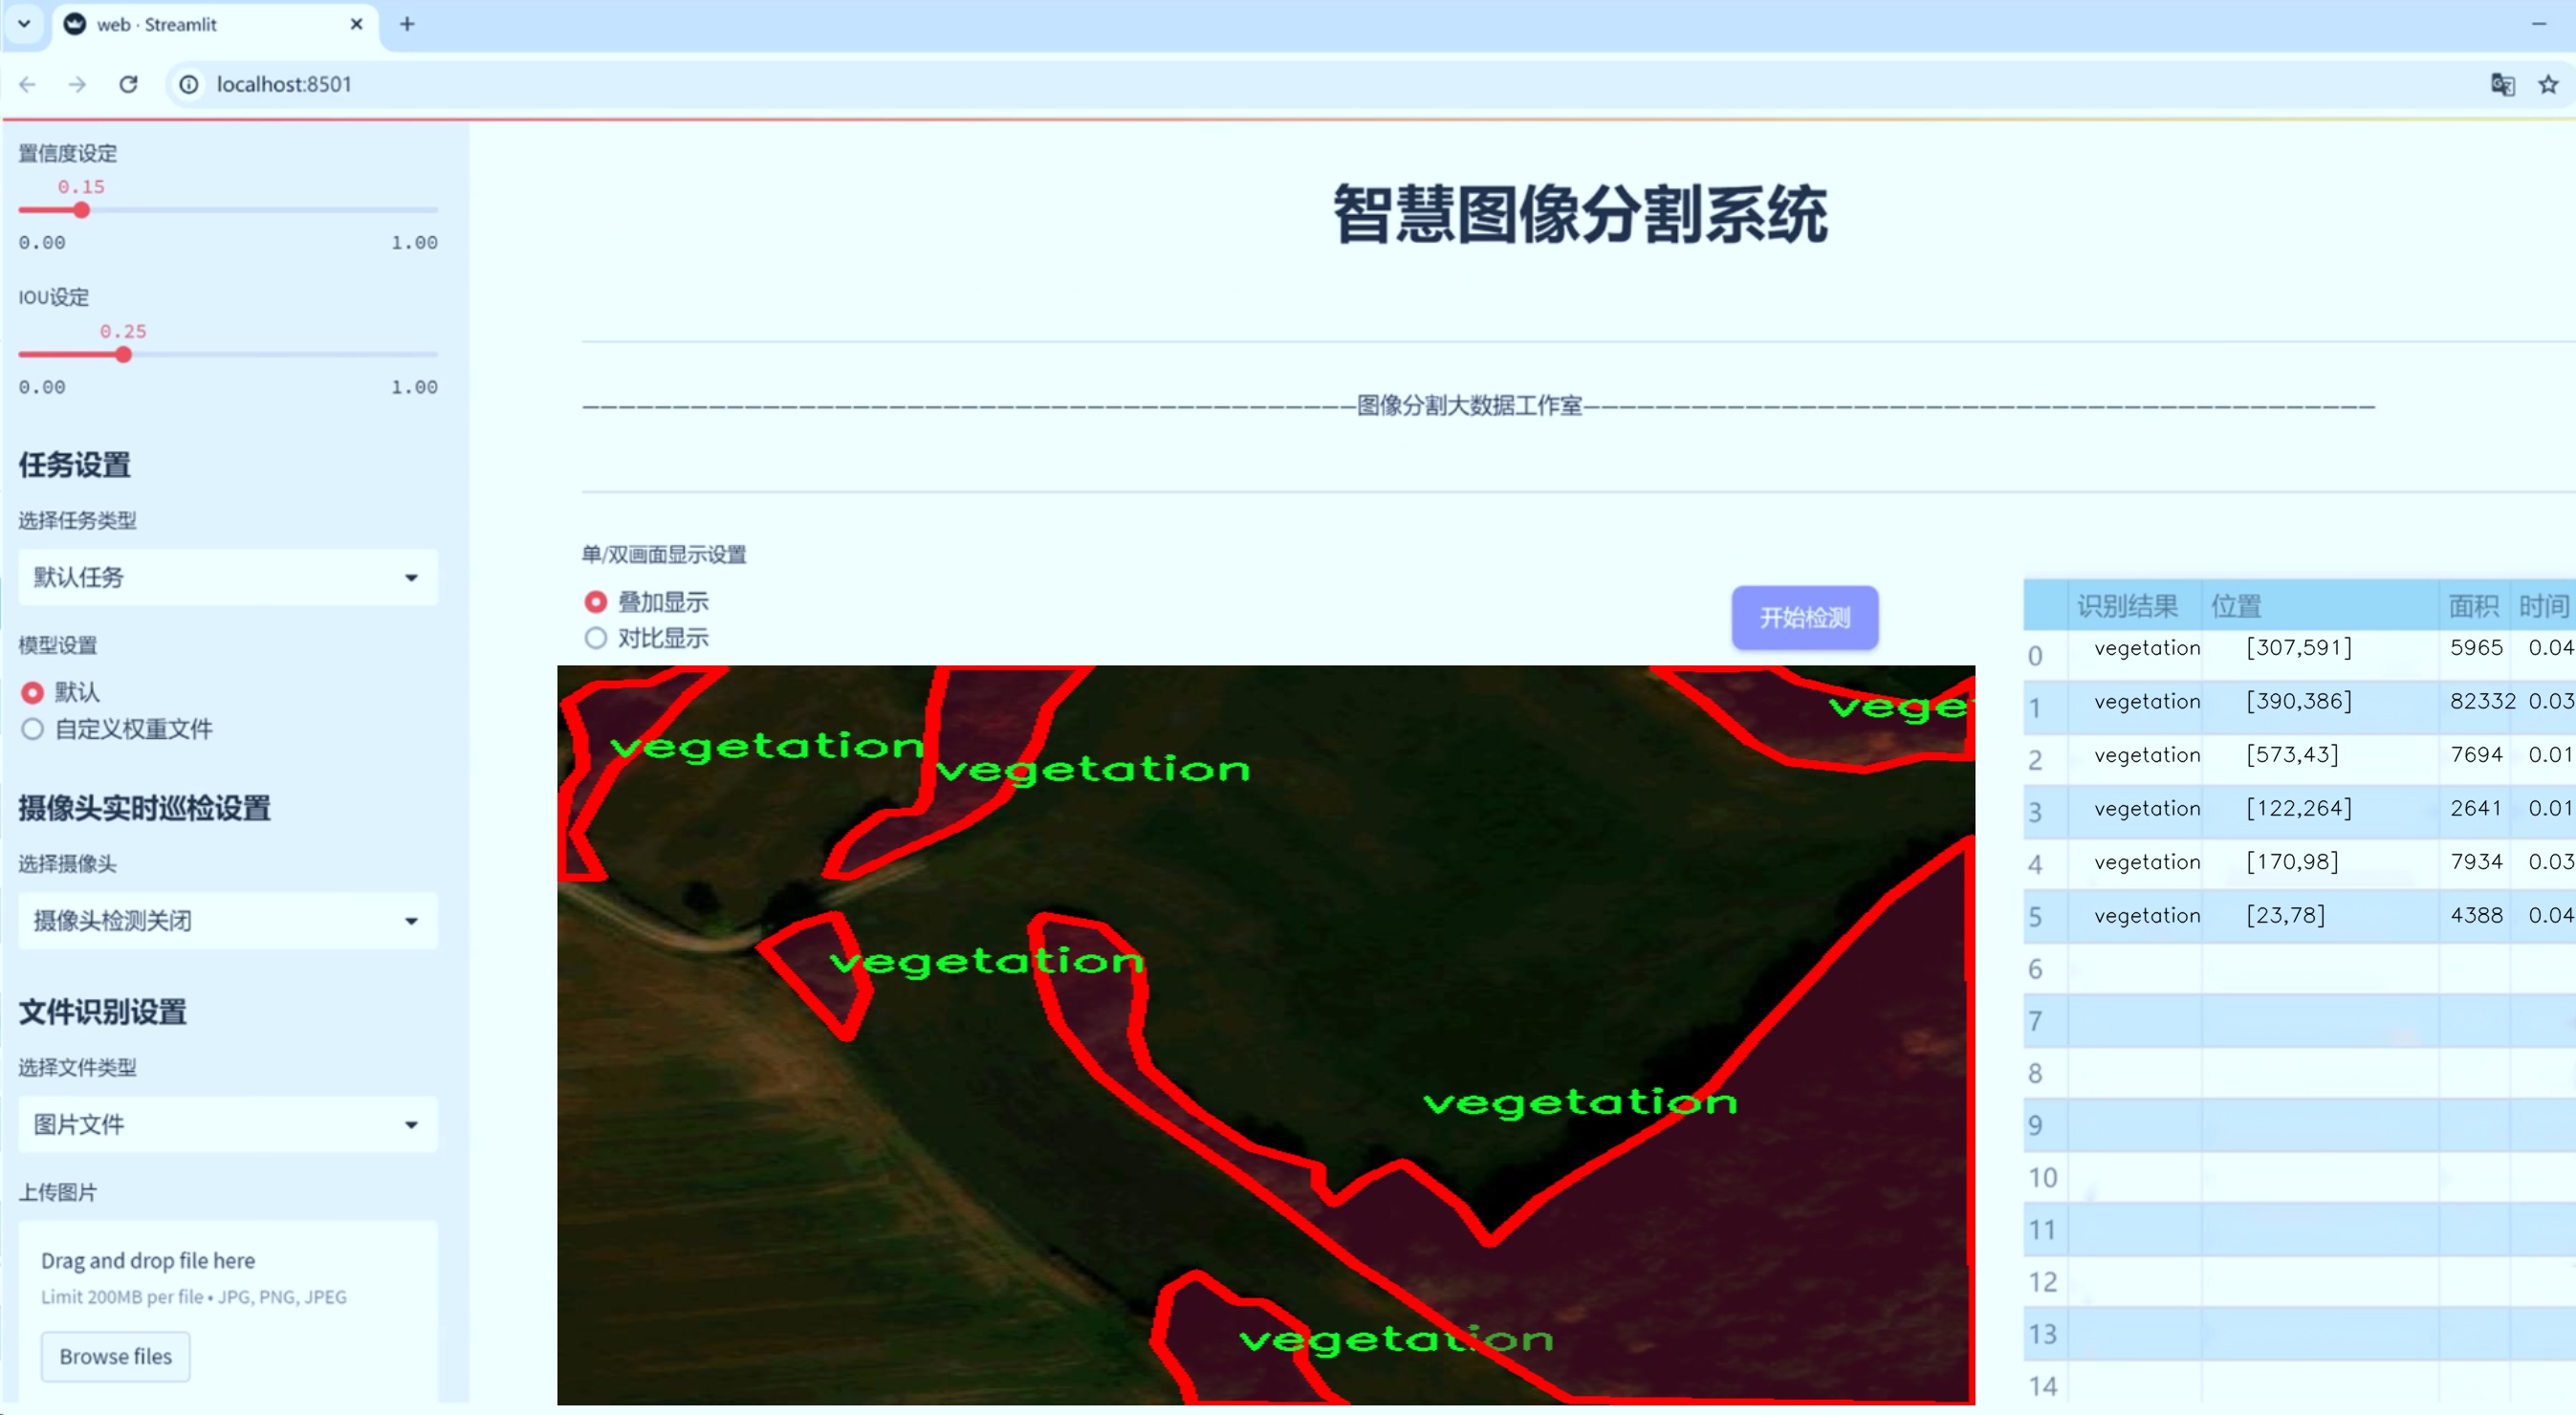 web · Streamlit
localhost:8501
置信度设定
0.15
0.00 1.00
IOU设定
0.25
0.00 1.00
任务设置
选择任务类型
默认任务
模型设置
默认
自定义权重文件
摄像头实时巡检设置
选择摄像头
摄像头检测关闭
文件识别设置
选择文件类型
图片文件
上传图片
Drag and drop file here
Limit 200MB per file • JPG, PNG, JPEG
Browse files
智慧图像分割系统
图像分割大数据工作室
单/双画面显示设置
叠加显示
对比显示
开始检测
vege
vegetation
vegetation
vegetation
vegetation
vegetation
识别结果 位置 面积 时间
0 vegetation [307,591] 5965 0.04
1 vegetation [390,386] 82332 0.03
2 vegetation [573,43] 7694 0.01
3 vegetation [122,264] 2641 0.01
4 vegetation [170,98] 7934 0.03
5 vegetation [23,78] 4388 0.04
6
7
8
9
10
11
12
13
14